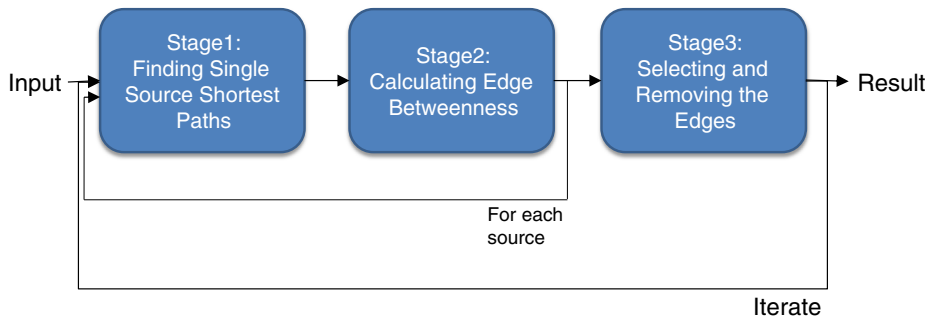 Input
Stage1:
Finding Single
Source Shortest
Paths
Stage2:
Calculating Edge
Betweenness
Stage3:
Selecting and
Removing the
Edges
Result
For each
source
Iterate